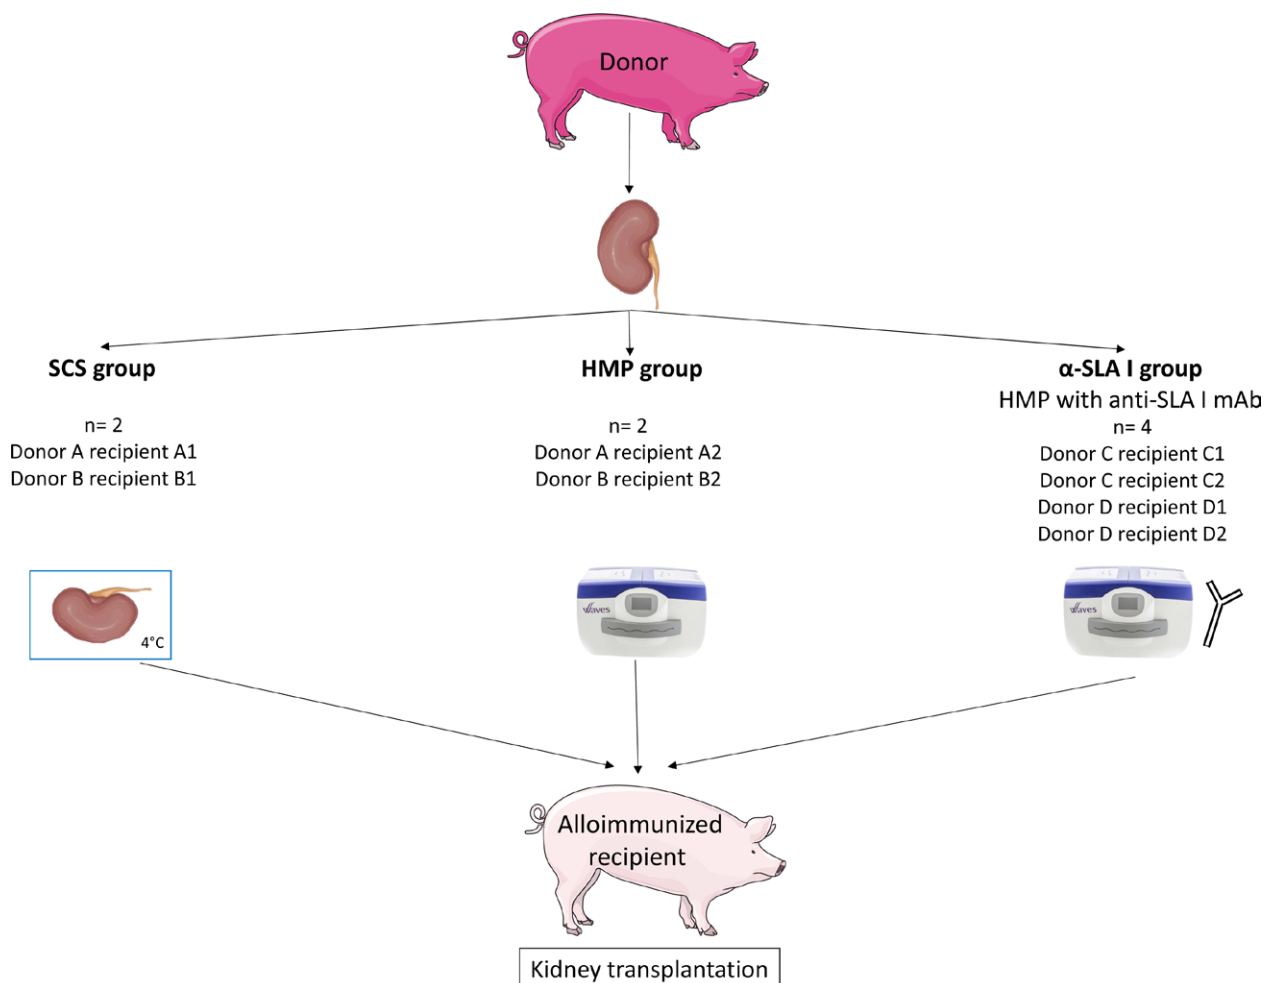 Donor
SCS group
n= 2
Donor A recipient A1
Donor B recipient B1
HMP group
n= 2
Donor A recipient A2
Donor B recipient B2
α-SLA I group
HMP with anti-SLA I mAb
n= 4
Donor C recipient C1
Donor C recipient C2
Donor D recipient D1
Donor D recipient D2
4°C
Waves
Waves
Alloimmunized
recipient
Kidney transplantation